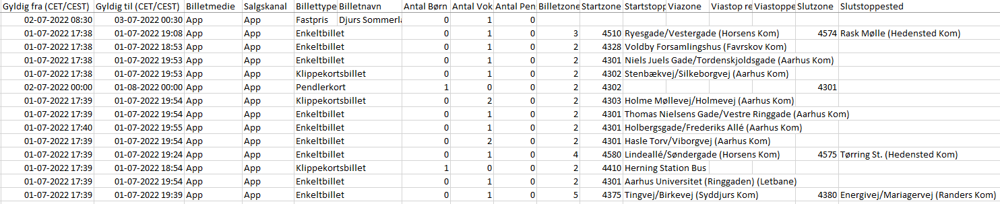 Gyldig fra (CET/CEST) Gyldig til (CET/CEST) Billetmedie Salgskanal Billettype Billetnavn Antal Børn Antal Vok Antal Pen Billetzone Startzone Startstopp Viazone Viastop re Viastoppe Slutzone Slutstoppested
02-07-2022 08:30 03-07-2022 00:30 App App Fastpris Djurs Sommerla 0 1 0
01-07-2022 17:38 01-07-2022 19:08 App App Enkeltbillet 0 1 0 3 4510 Ryesgade/Vestergade (Horsens Kom) 4574 Rask Mølle (Hedensted Kom)
01-07-2022 17:38 01-07-2022 18:53 App App Enkeltbillet 0 1 0 2 4328 Voldby Forsamlingshus (Favrskov Kom)
01-07-2022 17:38 01-07-2022 19:53 App App Enkeltbillet 0 1 0 2 4301 Niels Juels Gade/Tordenskjoldsgade (Aarhus Kom)
01-07-2022 17:38 01-07-2022 19:53 App App Klippekortsbillet 0 1 0 2 4302 Stenbækvej/Silkeborgvej (Aarhus Kom)
02-07-2022 00:00 01-08-2022 00:00 App App Pendlerkort 1 0 0 2 4302 4301
01-07-2022 17:39 01-07-2022 19:54 App App Klippekortsbillet 0 2 0 2 4303 Holme Møllevej/Holmevej (Aarhus Kom)
01-07-2022 17:39 01-07-2022 19:54 App App Enkeltbillet 0 1 0 2 4301 Thomas Nielsens Gade/Vestre Ringgade (Aarhus Kom)
01-07-2022 17:40 01-07-2022 19:55 App App Enkeltbillet 0 1 0 2 4301 Holbergsgade/Frederiks Allé (Aarhus Kom)
01-07-2022 17:39 01-07-2022 19:54 App App Enkeltbillet 0 2 0 2 4301 Hasle Torv/Viborgvej (Aarhus Kom)
01-07-2022 17:39 01-07-2022 19:24 App App Enkeltbillet 0 1 0 4 4580 Lindeallé/Søndergade (Horsens Kom) 4575 Tørring St. (Hedensted Kom)
01-07-2022 17:39 01-07-2022 18:54 App App Klippekortsbillet 1 0 0 2 4410 Herning Station Bus
01-07-2022 17:39 01-07-2022 19:54 App App Enkeltbillet 0 1 0 2 4301 Aarhus Universitet (Ringgaden) (Letbane)
01-07-2022 17:39 01-07-2022 19:39 App App Enkeltbillet 0 1 0 5 4375 Tingvej/Birkevej (Syddjurs Kom) 4380 Energivej/Mariagervej (Randers Kom)